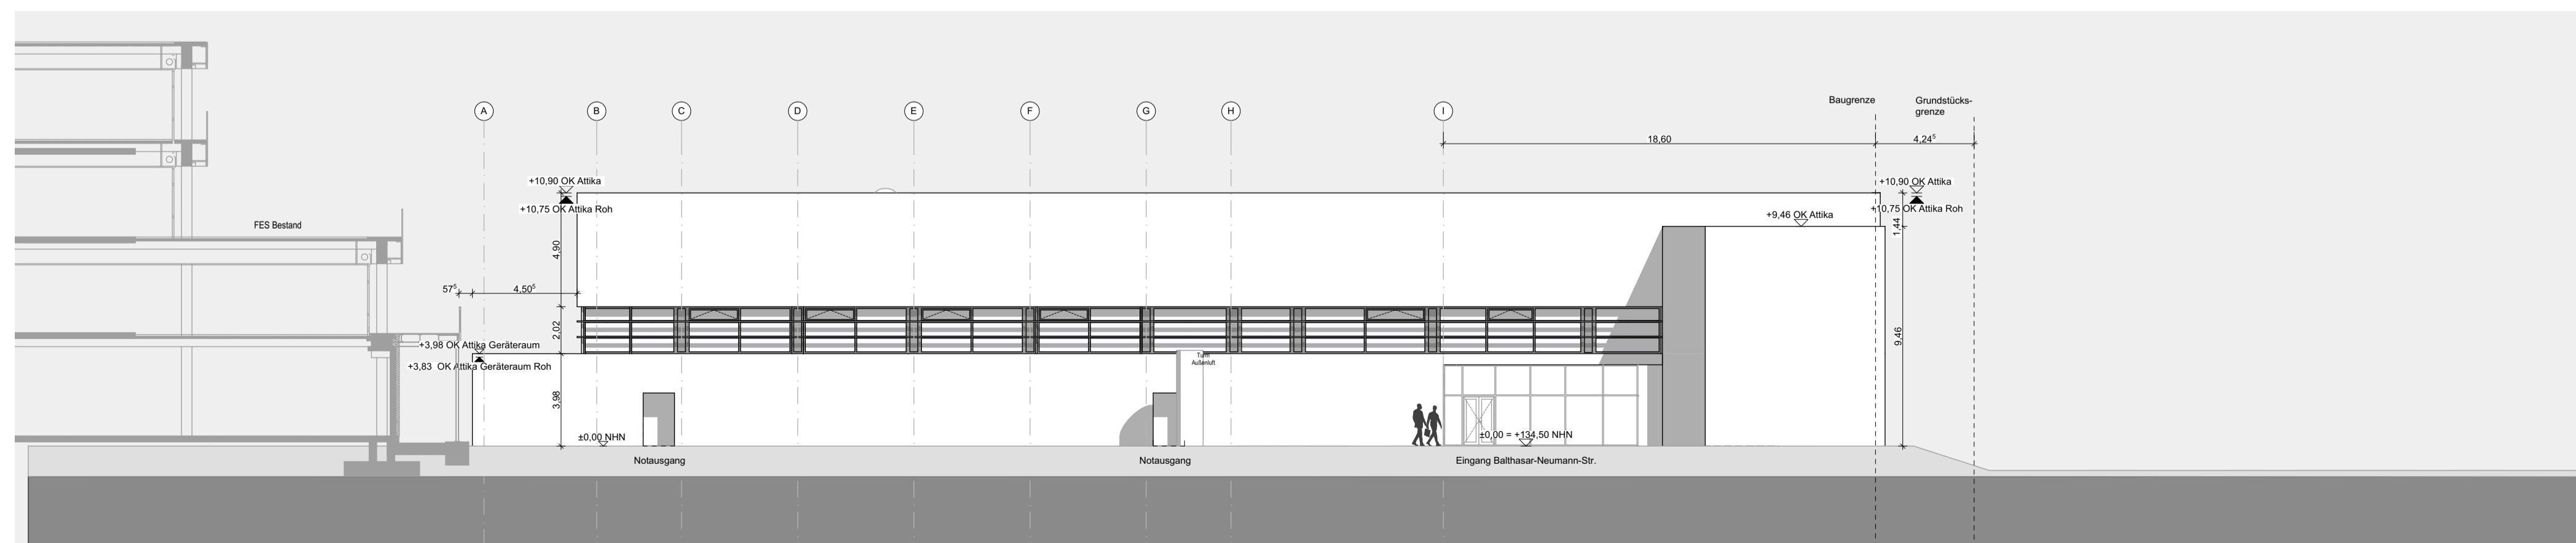 A
B
C
D
E
F
G
H
I
Baugrenze
Grundstücks-
grenze
18,60
4,24⁵
+10,90 OK Attika
+10,75 OK Attika Roh
+10,90 OK Attika
+10,75 OK Attika Roh
+9,46 OK Attika
1,44
FES Bestand
4,90
57⁵
4,50⁵
2,02
9,46
+3,98 OK Attika Geräteraum
+3,83 OK Attika Geräteraum Roh
Turm
Außenluft
3,98
±0,00 NHN
±0,00 = +134,50 NHN
Notausgang
Notausgang
Eingang Balthasar-Neumann-Str.